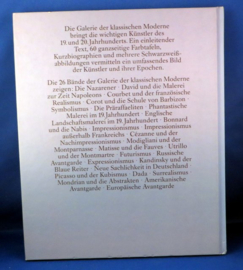 Die Galerie der klassischen Moderne
bringt die wichtigen Künstler des
19. und 20. Jahrhunderts. Ein einleitender
Text, 60 ganzseitige Farbtafeln,
Kurzbiographien und mehrere Schwarzweiß-
abbildungen vermitteln ein umfassendes Bild
der Künstler und ihrer Epochen.
Die 26 Bände der Galerie der klassischen Moderne
zeigen: Die Nazarener · David und die Malerei
zur Zeit Napoleons · Courbet und der französische
Realismus · Corot und die Schule von Barbizon
Symbolismus · Die Präraffaeliten · Phantastische
Malerei im 19. Jahrhundert · Englische
Landschaftsmalerei im 19. Jahrhundert · Bonnard
und die Nabis · Impressionismus · Impressionismus
außerhalb Frankreichs · Cézanne und der
Nachimpressionismus · Modigliani und der
Montparnasse · Matisse und die Fauves · Utrillo
und der Montmartre · Futurismus · Russische
Avantgarde · Expressionismus · Kandinsky und der
Blaue Reiter · Neue Sachlichkeit in Deutschland
Picasso und der Kubismus · Dada · Surrealismus
Mondrian und die Abstrakten · Amerikanische
Avantgarde · Europäische Avantgarde